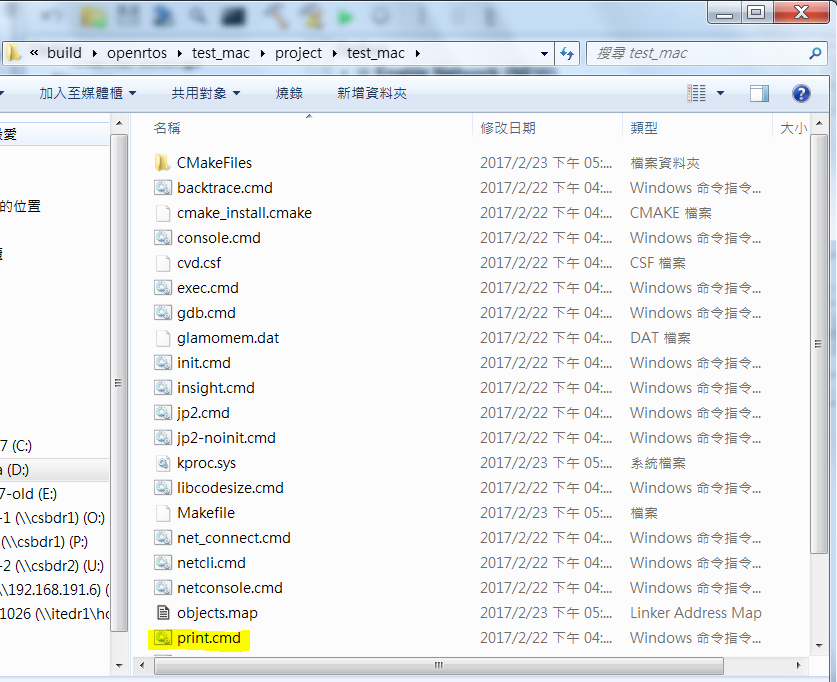 « build ▸ openrtos ▸ test_mac ▸ project ▸ test_mac ▸ 搜尋 test_mac
加入至媒體櫃 共用對象 燒錄 新增資料夾
名稱 修改日期 類型 大小
CMakeFiles 2017/2/23 下午 05:... 檔案資料夾
backtrace.cmd 2017/2/22 下午 04:... Windows 命令指令...
cmake_install.cmake 2017/2/22 下午 04:... CMAKE 檔案
console.cmd 2017/2/22 下午 04:... Windows 命令指令...
cvd.csf 2017/2/22 下午 04:... CSF 檔案
exec.cmd 2017/2/22 下午 04:... Windows 命令指令...
gdb.cmd 2017/2/22 下午 04:... Windows 命令指令...
glamomem.dat 2017/2/22 下午 04:... DAT 檔案
init.cmd 2017/2/22 下午 04:... Windows 命令指令...
insight.cmd 2017/2/22 下午 04:... Windows 命令指令...
jp2.cmd 2017/2/22 下午 04:... Windows 命令指令...
jp2-noinit.cmd 2017/2/22 下午 04:... Windows 命令指令...
kproc.sys 2017/2/23 下午 05:... 系統檔案
libcodesize.cmd 2017/2/22 下午 04:... Windows 命令指令...
Makefile 2017/2/23 下午 05:... 檔案
net_connect.cmd 2017/2/22 下午 04:... Windows 命令指令...
netcli.cmd 2017/2/22 下午 04:... Windows 命令指令...
netconsole.cmd 2017/2/22 下午 04:... Windows 命令指令...
objects.map 2017/2/23 下午 05:... Linker Address Map
print.cmd 2017/2/22 下午 04:... Windows 命令指令...
愛
的位置
7 (C:)
a (D:)
7-old (E:)
-1 (\\csbdr1) (O:)
(\\csbdr1) (P:)
-2 (\\csbdr2) (U:)
\\192.168.191.6) (
1026 (\\itedr1\ho